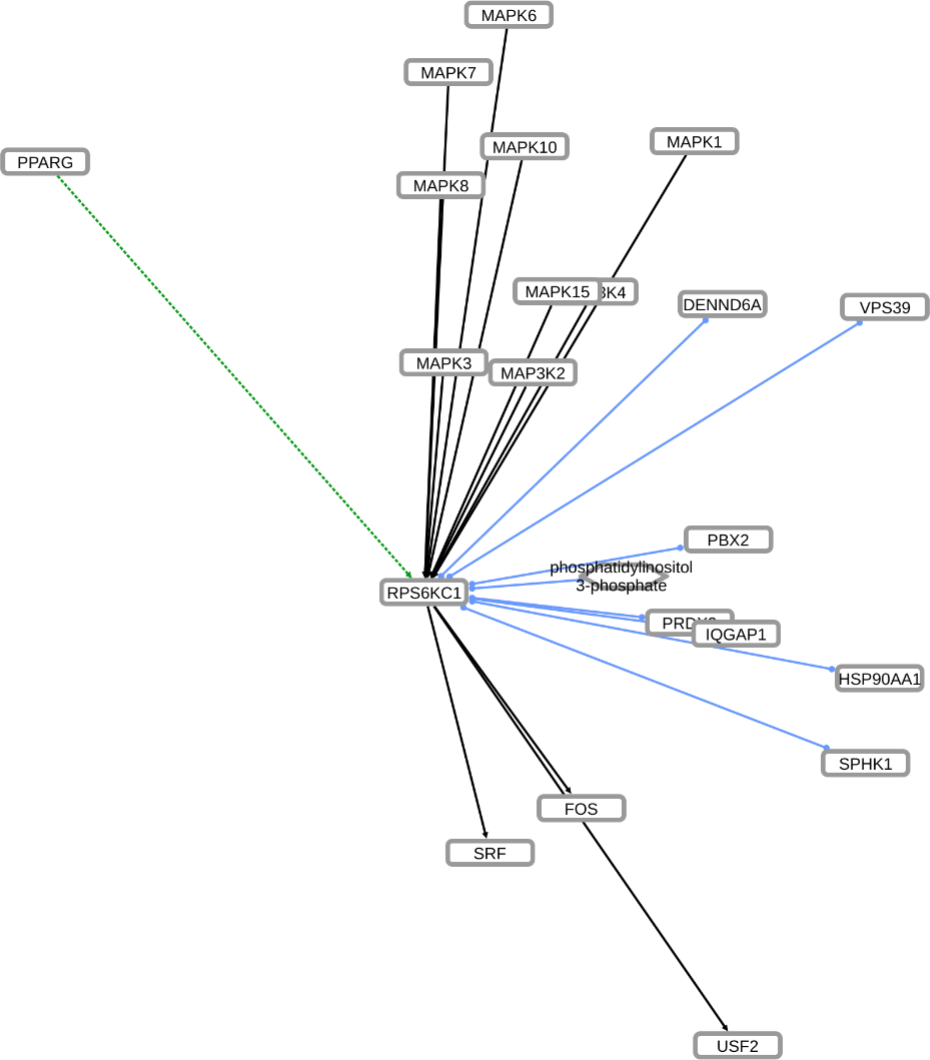 MAPK6
MAPK7
MAPK10
MAPK1
PPARG
MAPK8
MAPK15
3K4
DENND6A
VPS39
MAPK3
MAP3K2
PBX2
phosphatidylinositol
3-phosphate
RPS6KC1
IQGAP1
HSP90AA1
SPHK1
FOS
SRF
USF2